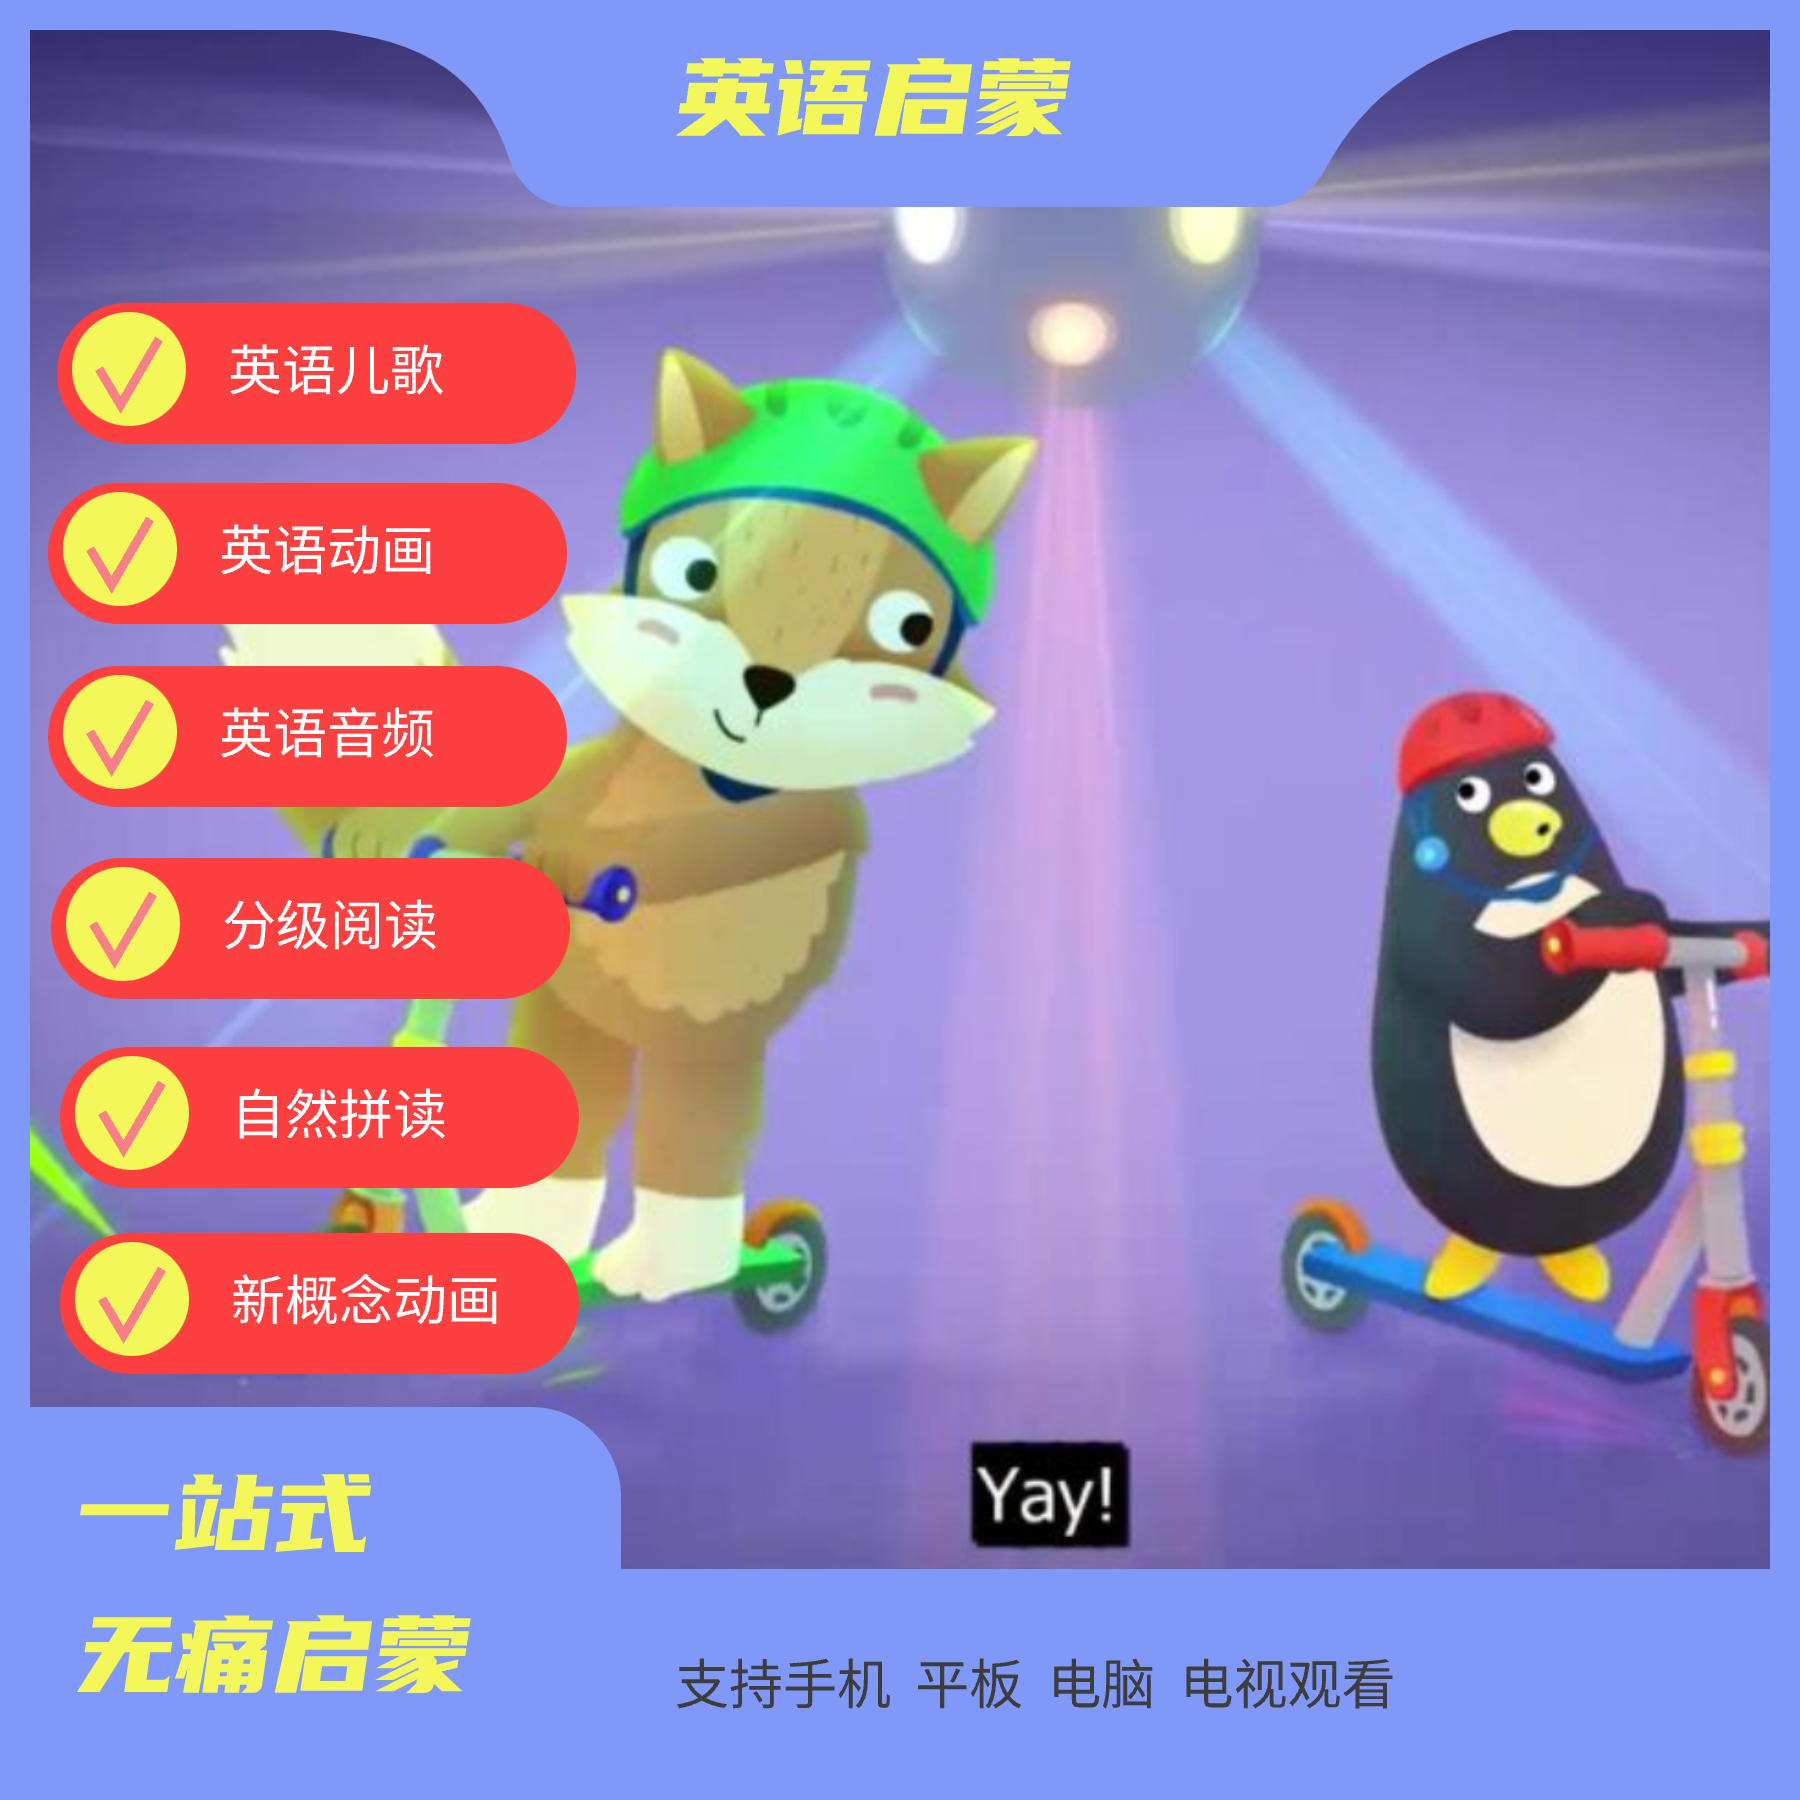 英语启蒙
英语儿歌
英语动画
英语音频
分级阅读
自然拼读
新概念动画
Yay!
一站式
无痛启蒙
支持手机 平板 电脑 电视观看